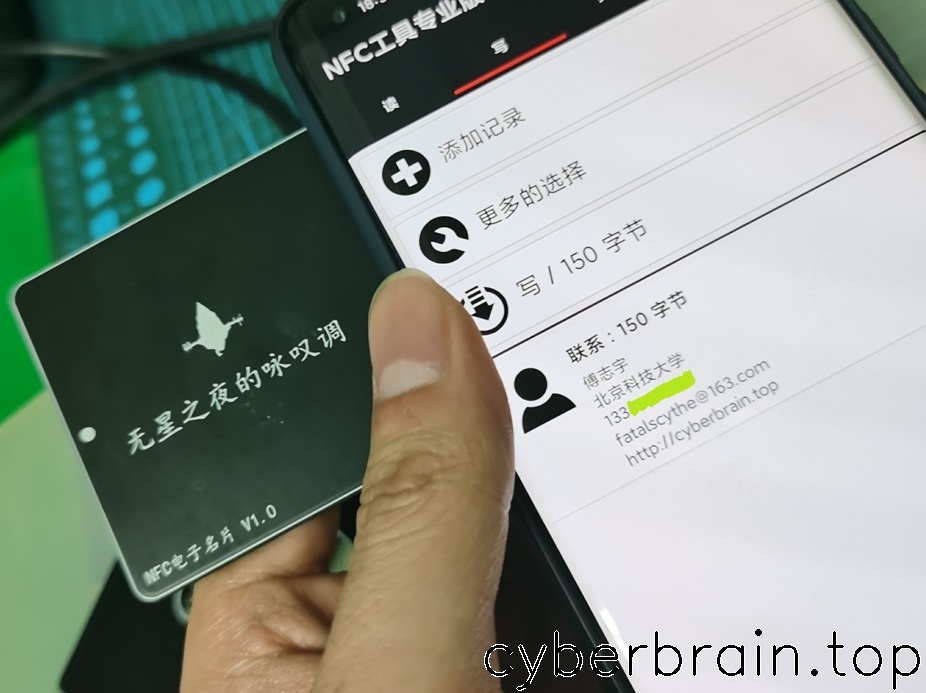 18:
NFC工具专业版
读
写
添加记录
更多的选择
写 / 150 字节
联系 : 150 字节
傅志宇
北京科技大学
133
fatalscythe@163.com
http://cyberbrain.top
无星之夜的咏叹调
NFC电子名片 V1.0
cyberbrain.top